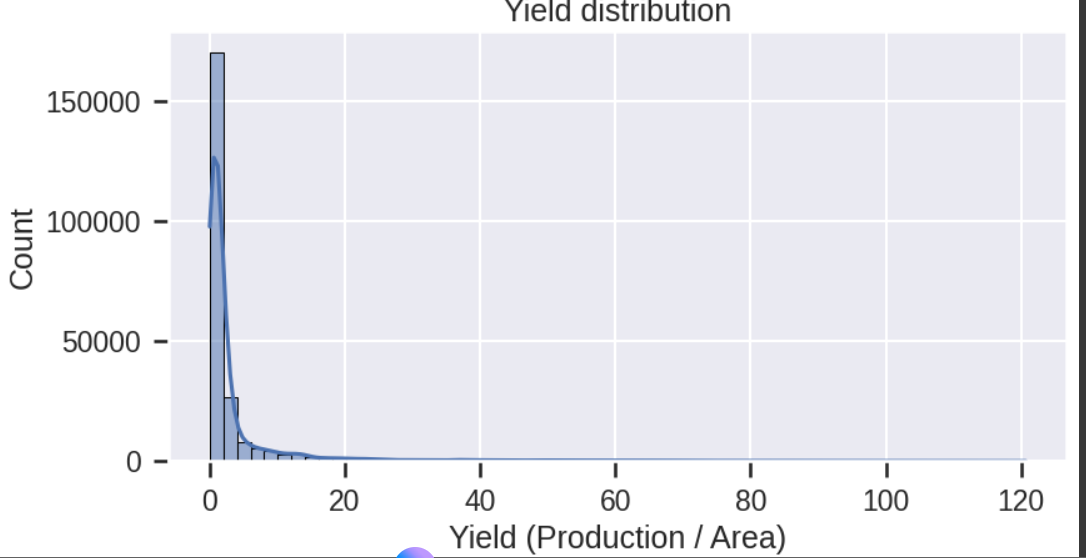 Yield distribution
150000
100000
50000
0
Count
0 20 40 60 80 100 120
Yield (Production / Area)